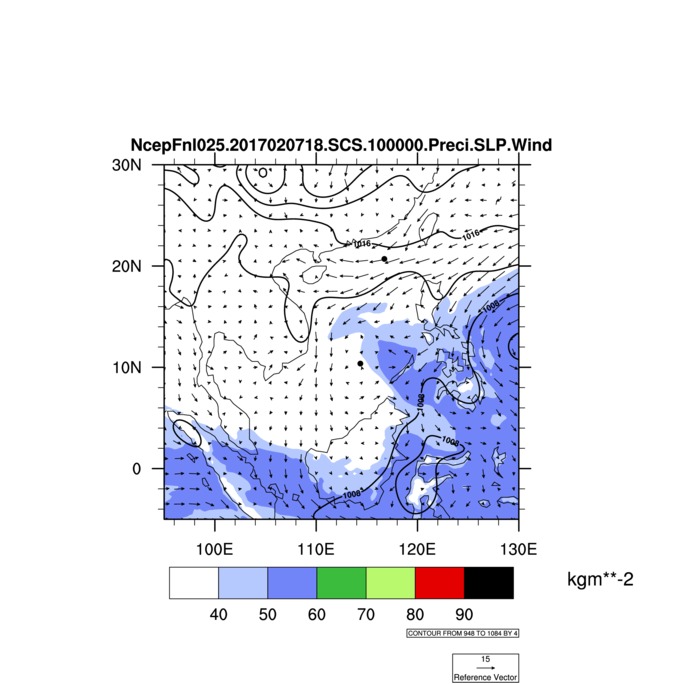 NcepFnl025.2017020718.SCS.100000.Preci.SLP.Wind
30N
20N
10N
0
1016
1016
1008
1008
1008
1008
100E 110E 120E 130E
kgm**-2
40 50 60 70 80 90
CONTOUR FROM 948 TO 1084 BY 4
15
Reference Vector